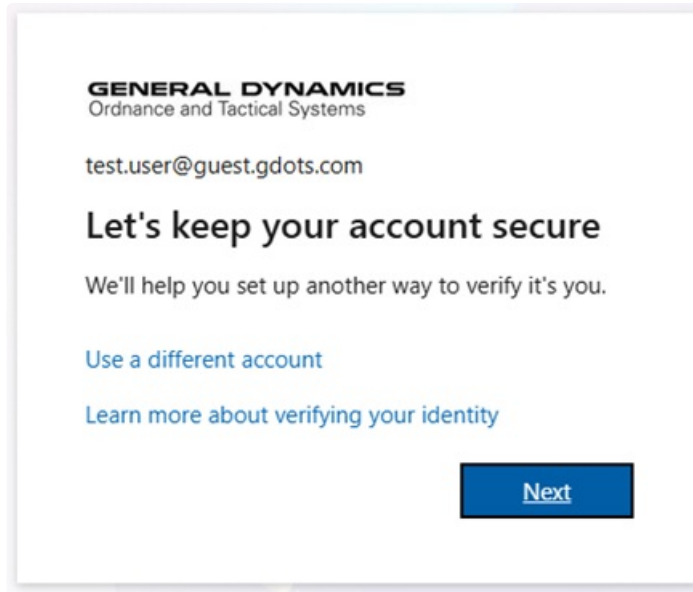 GENERAL DYNAMICS
Ordnance and Tactical Systems
test.user@guest.gdots.com
Let's keep your account secure
We'll help you set up another way to verify it's you.
Use a different account
Learn more about verifying your identity
Next